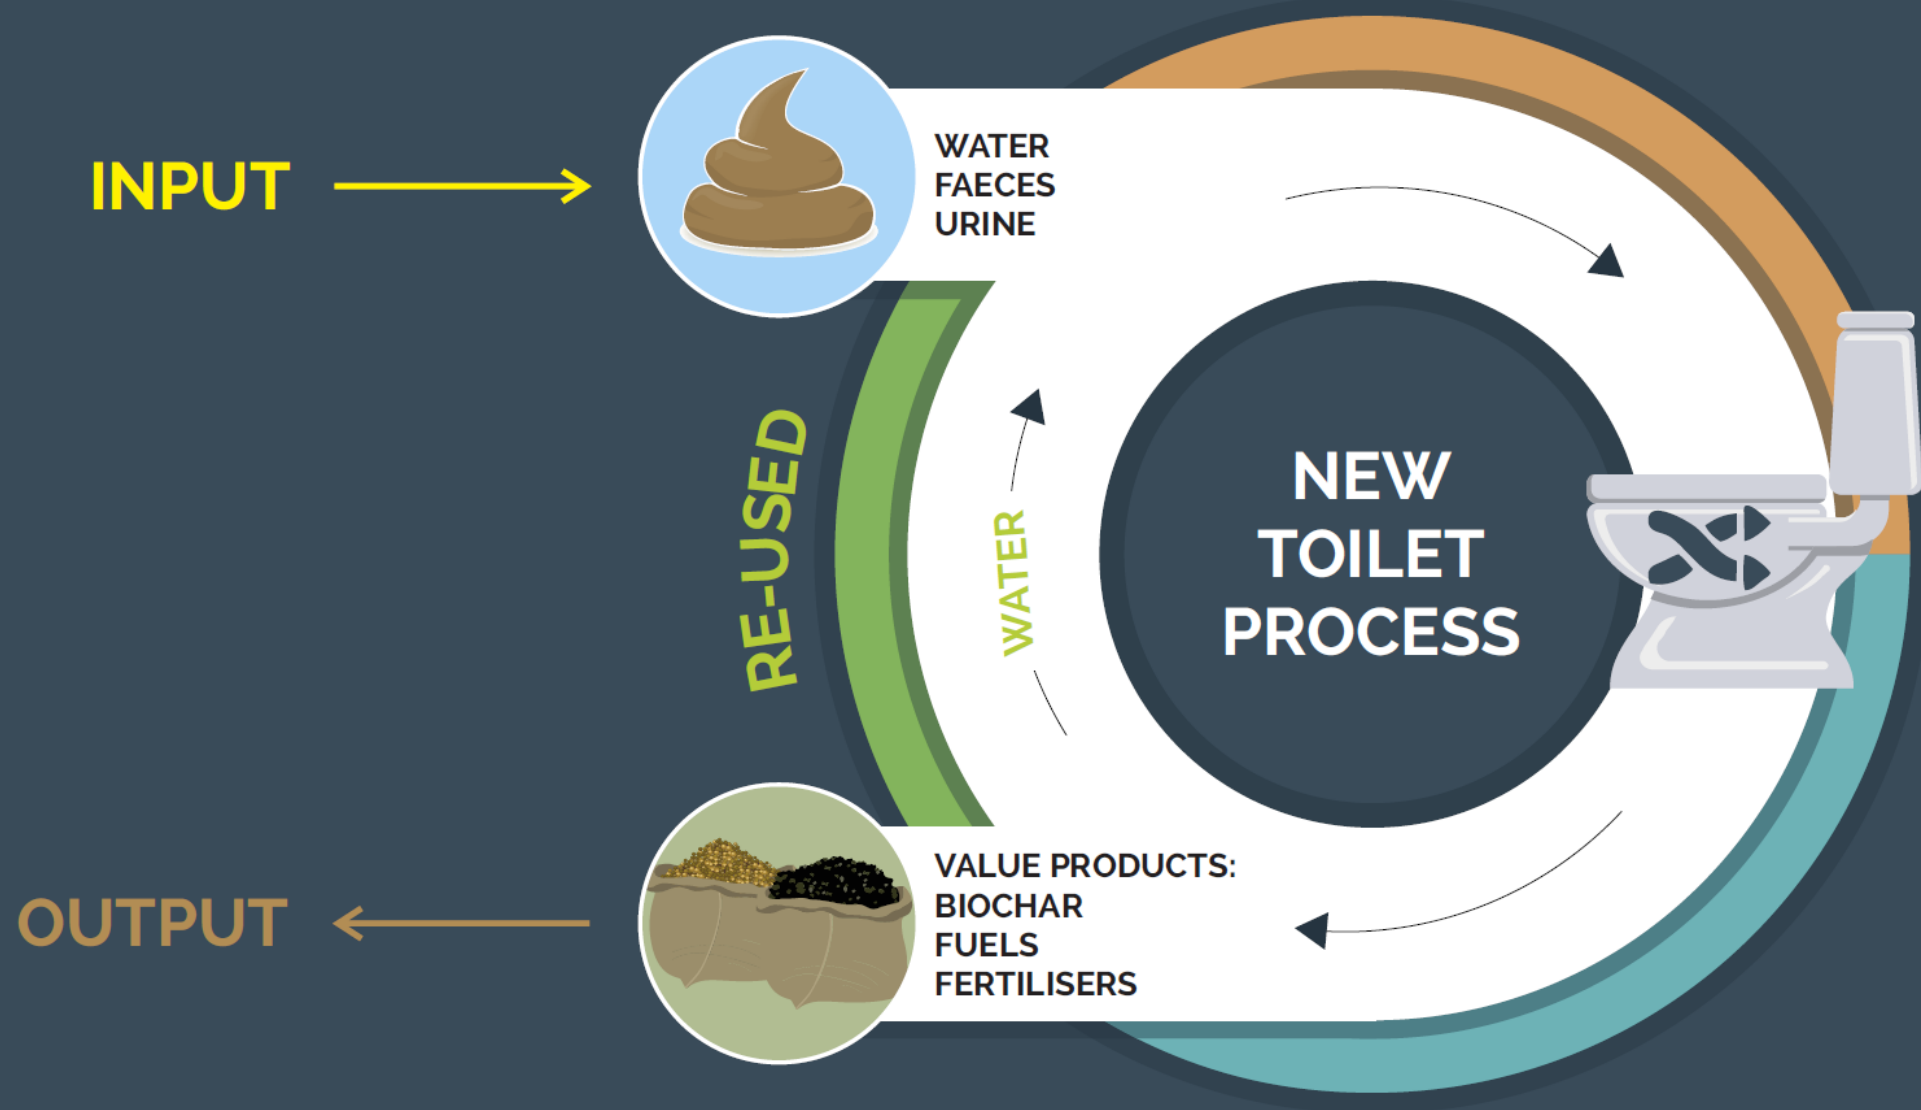 INPUT
WATER
FAECES
URINE
RE-USED
WATER
NEW
TOILET
PROCESS
OUTPUT
VALUE PRODUCTS:
BIOCHAR
FUELS
FERTILISERS